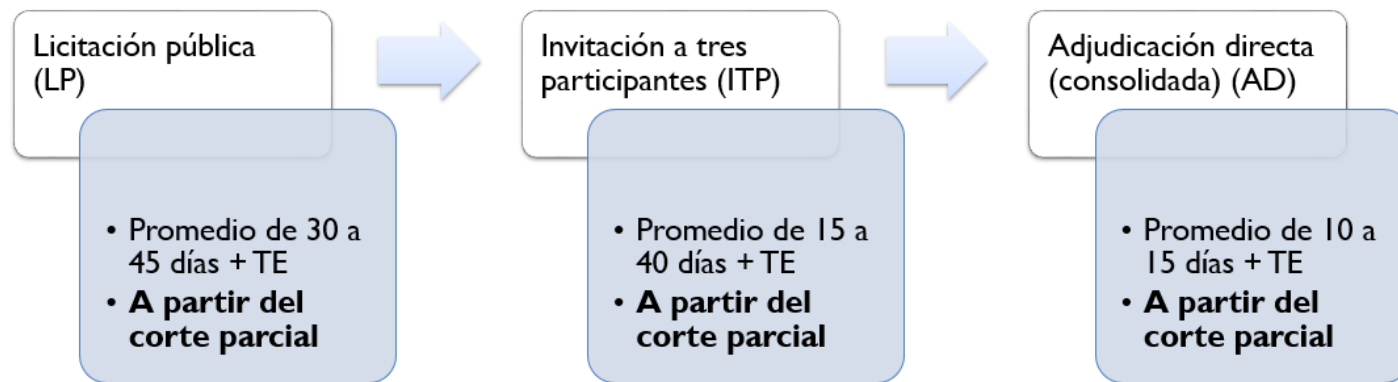 Licitación pública
(LP)
• Promedio de 30 a
45 días + TE
• A partir del
corte parcial
Invitación a tres
participantes (ITP)
• Promedio de 15 a
40 días + TE
• A partir del
corte parcial
Adjudicación directa
(consolidada) (AD)
• Promedio de 10 a
15 días + TE
• A partir del
corte parcial